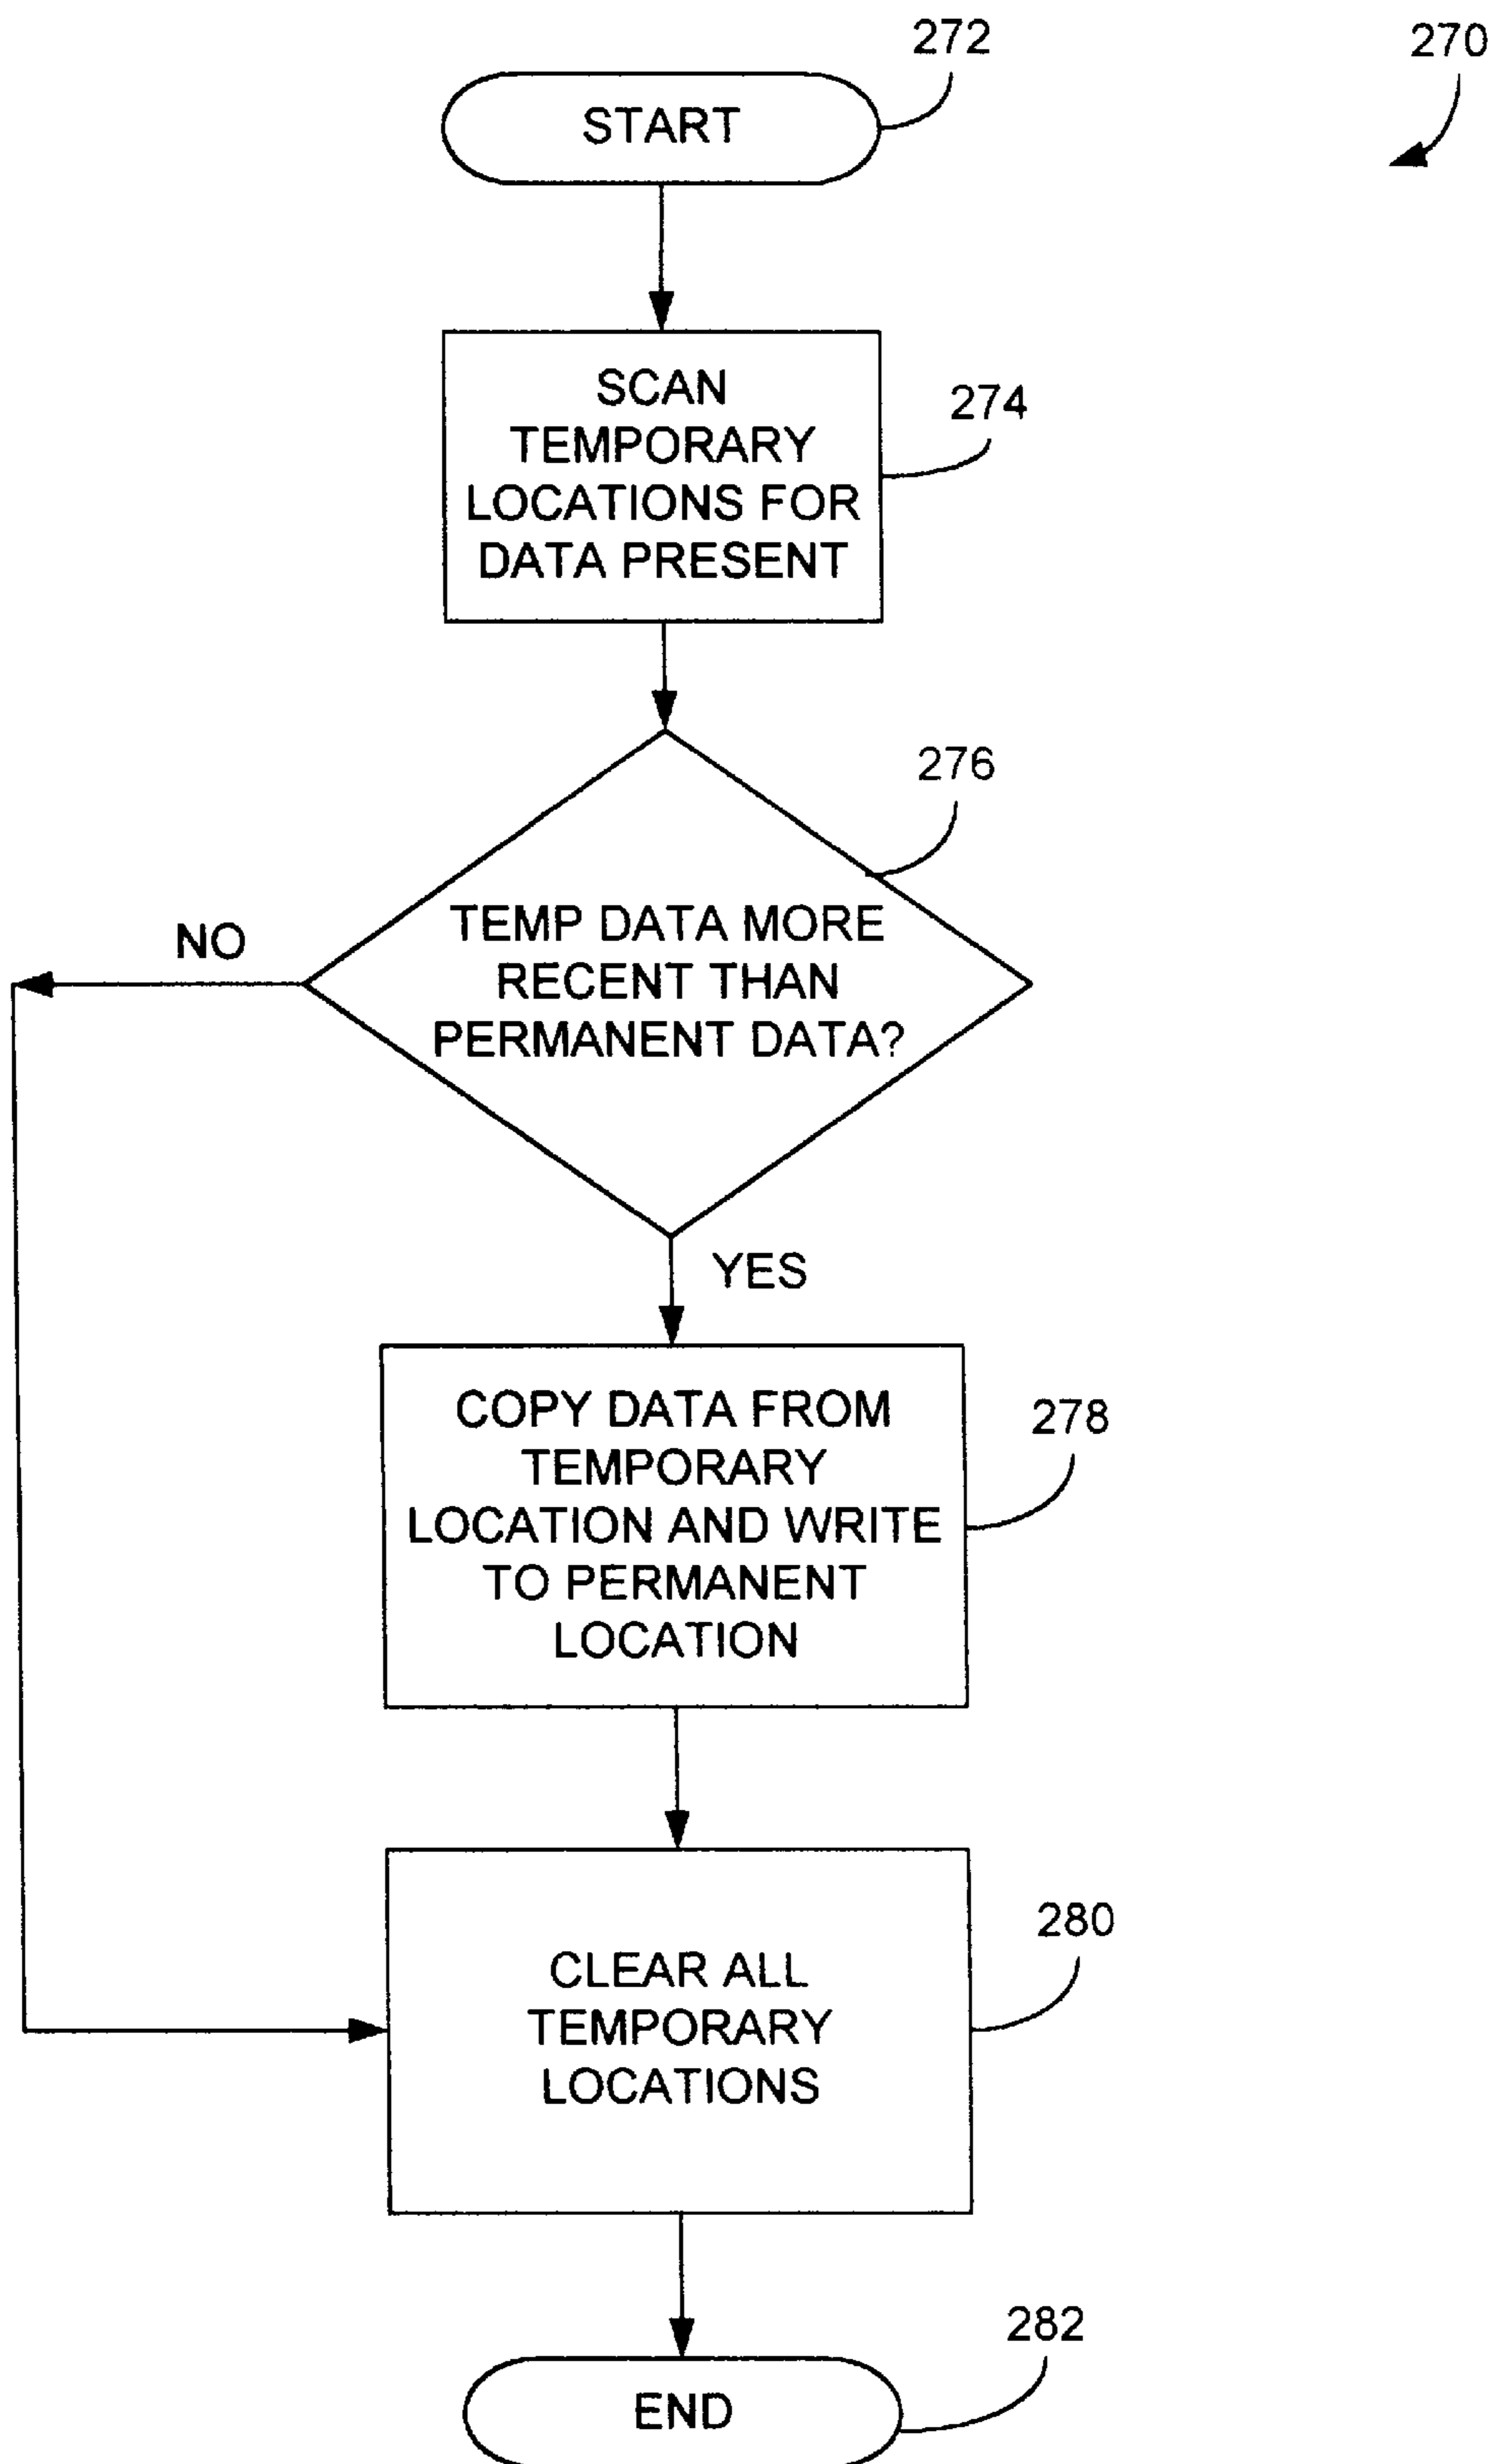 272
270
START
SCAN
TEMPORARY
LOCATIONS FOR
DATA PRESENT
274
276
TEMP DATA MORE
RECENT THAN
PERMANENT DATA?
NO
YES
COPY DATA FROM
TEMPORARY
LOCATION AND WRITE
TO PERMANENT
LOCATION
278
280
CLEAR ALL
TEMPORARY
LOCATIONS
282
END